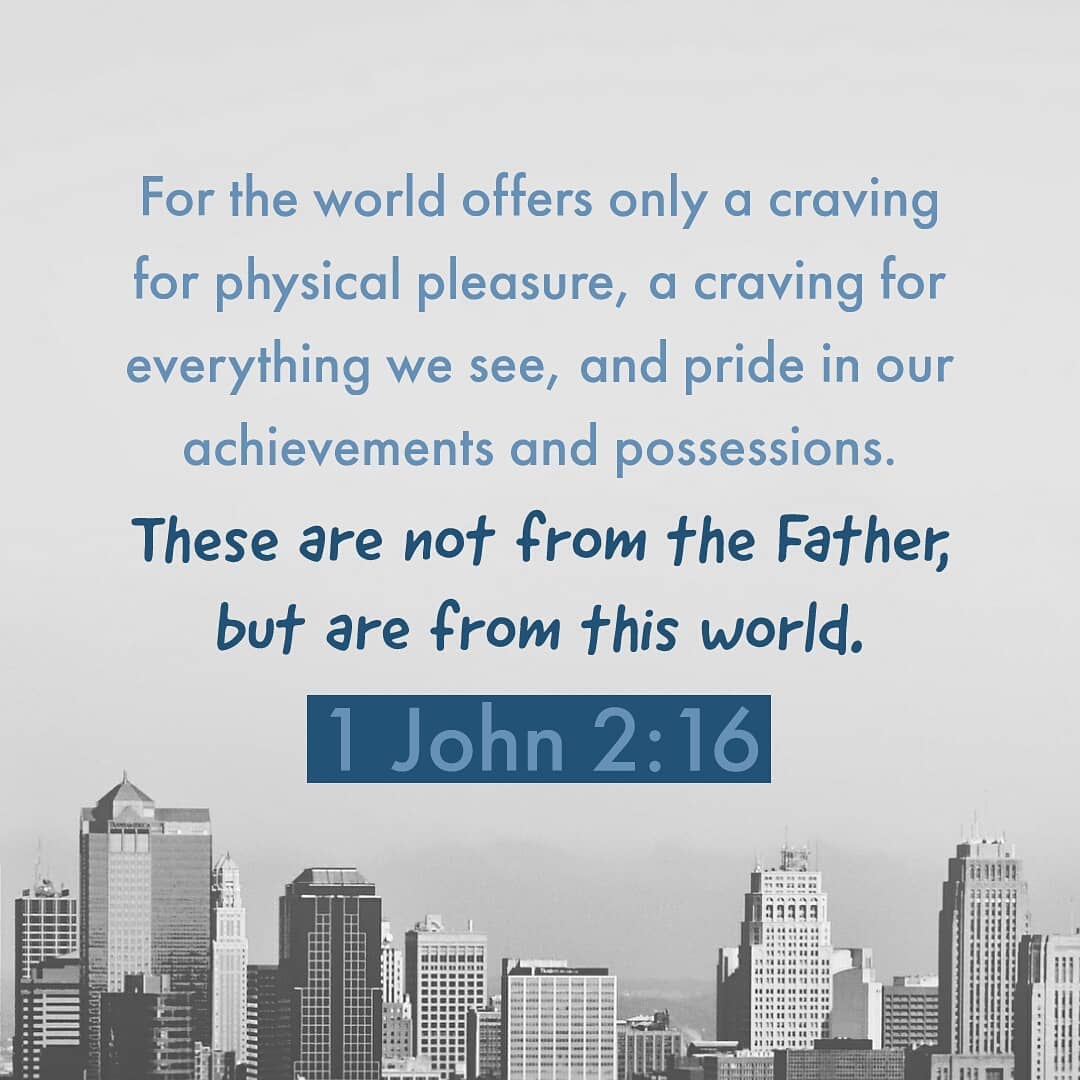 For the world offers only a craving
for physical pleasure, a craving for
everything we see, and pride in our
achievements and possessions.
These are not from the Father,
but are from this world.
1 John 2:16